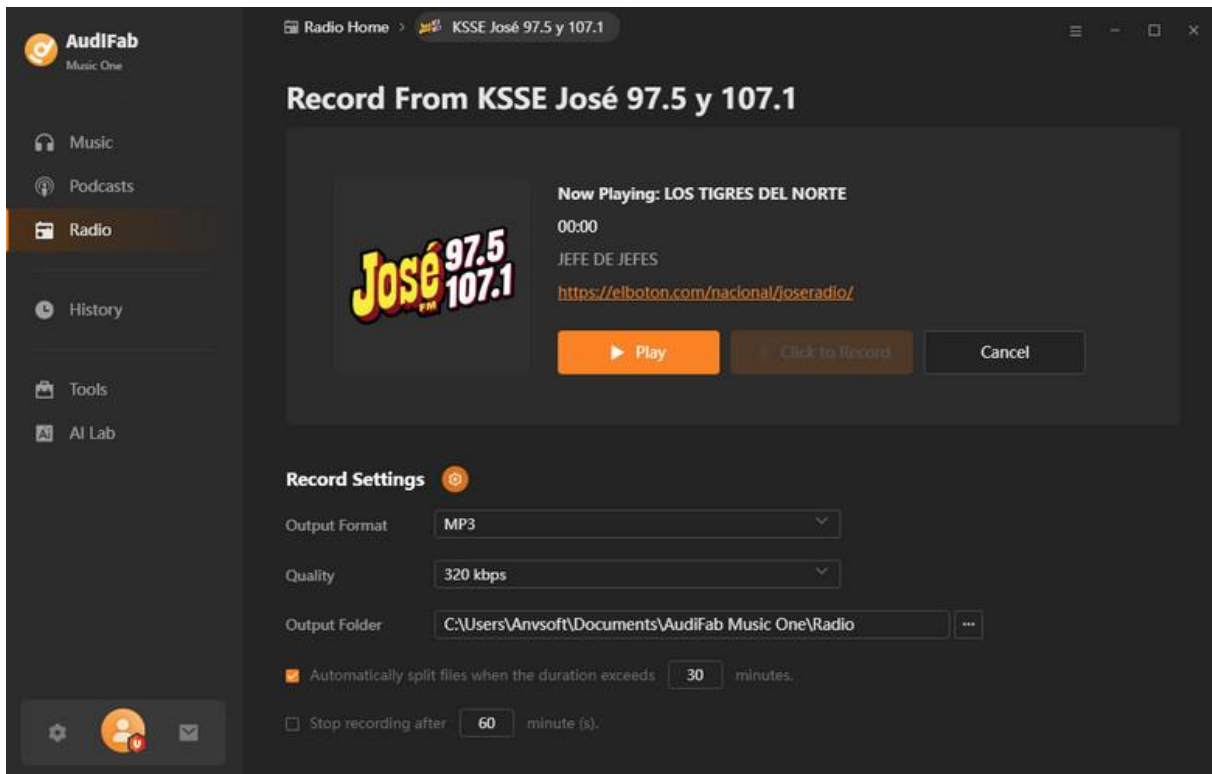 AudiFab
Music One
Radio Home > KSSE José 97.5 y 107.1
Record From KSSE José 97.5 y 107.1
Music
Podcasts
Radio
History
Tools
AI Lab
José FM 97.5 107.1
Now Playing: LOS TIGRES DEL NORTE
00:00
JEFE DE JEFES
https://elboton.com/nacional/joseradio/
Play
Click to Record
Cancel
Record Settings
Output Format MP3
Quality 320 kbps
Output Folder C:\Users\Anvsoft\Documents\AudiFab Music One\Radio ...
Automatically split files when the duration exceeds 30 minutes.
Stop recording after 60 minute (s).